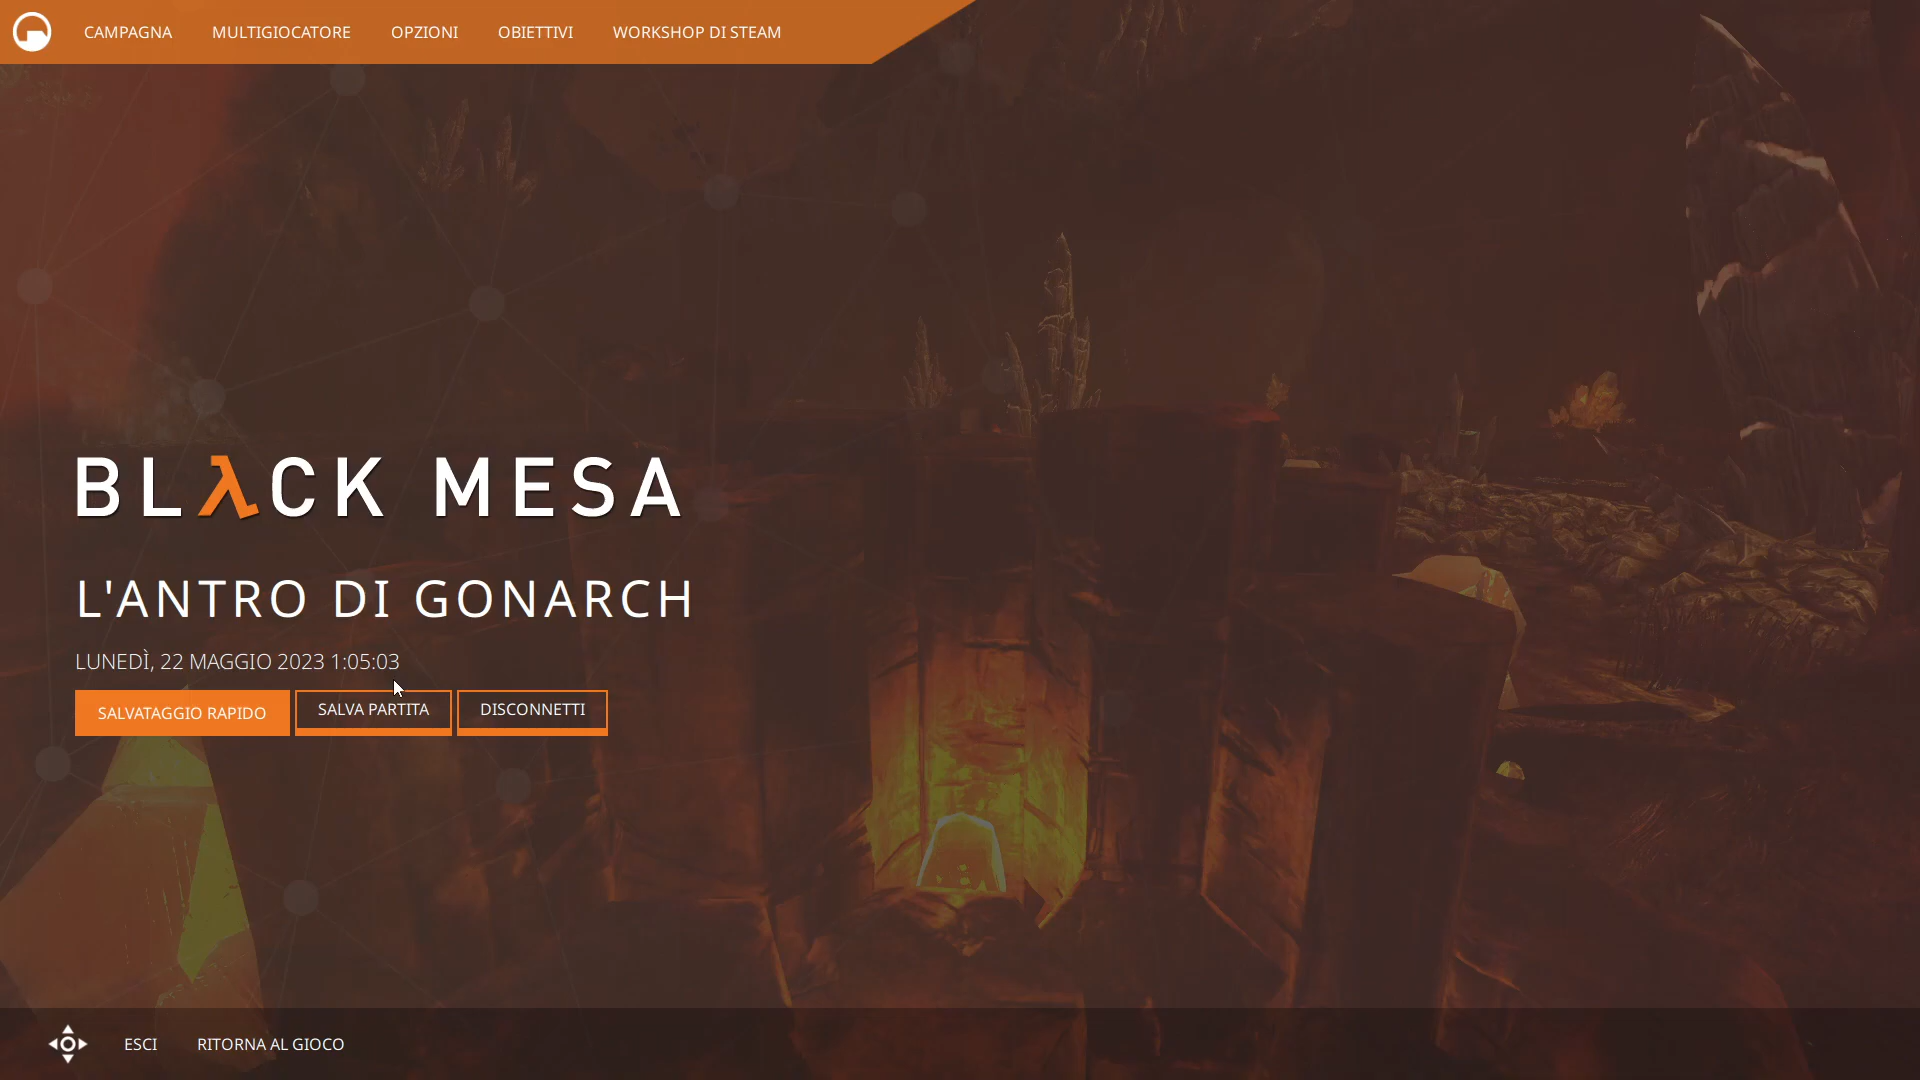 CAMPAGNA MULTIGIOCATORE OPZIONI OBIETTIVI WORKSHOP DI STEAM
BLλCK MESA
L'ANTRO DI GONARCH
LUNEDÌ, 22 MAGGIO 2023 1:05:03
SALVATAGGIO RAPIDO SALVA PARTITA DISCONNETTI
ESCI RITORNA AL GIOCO